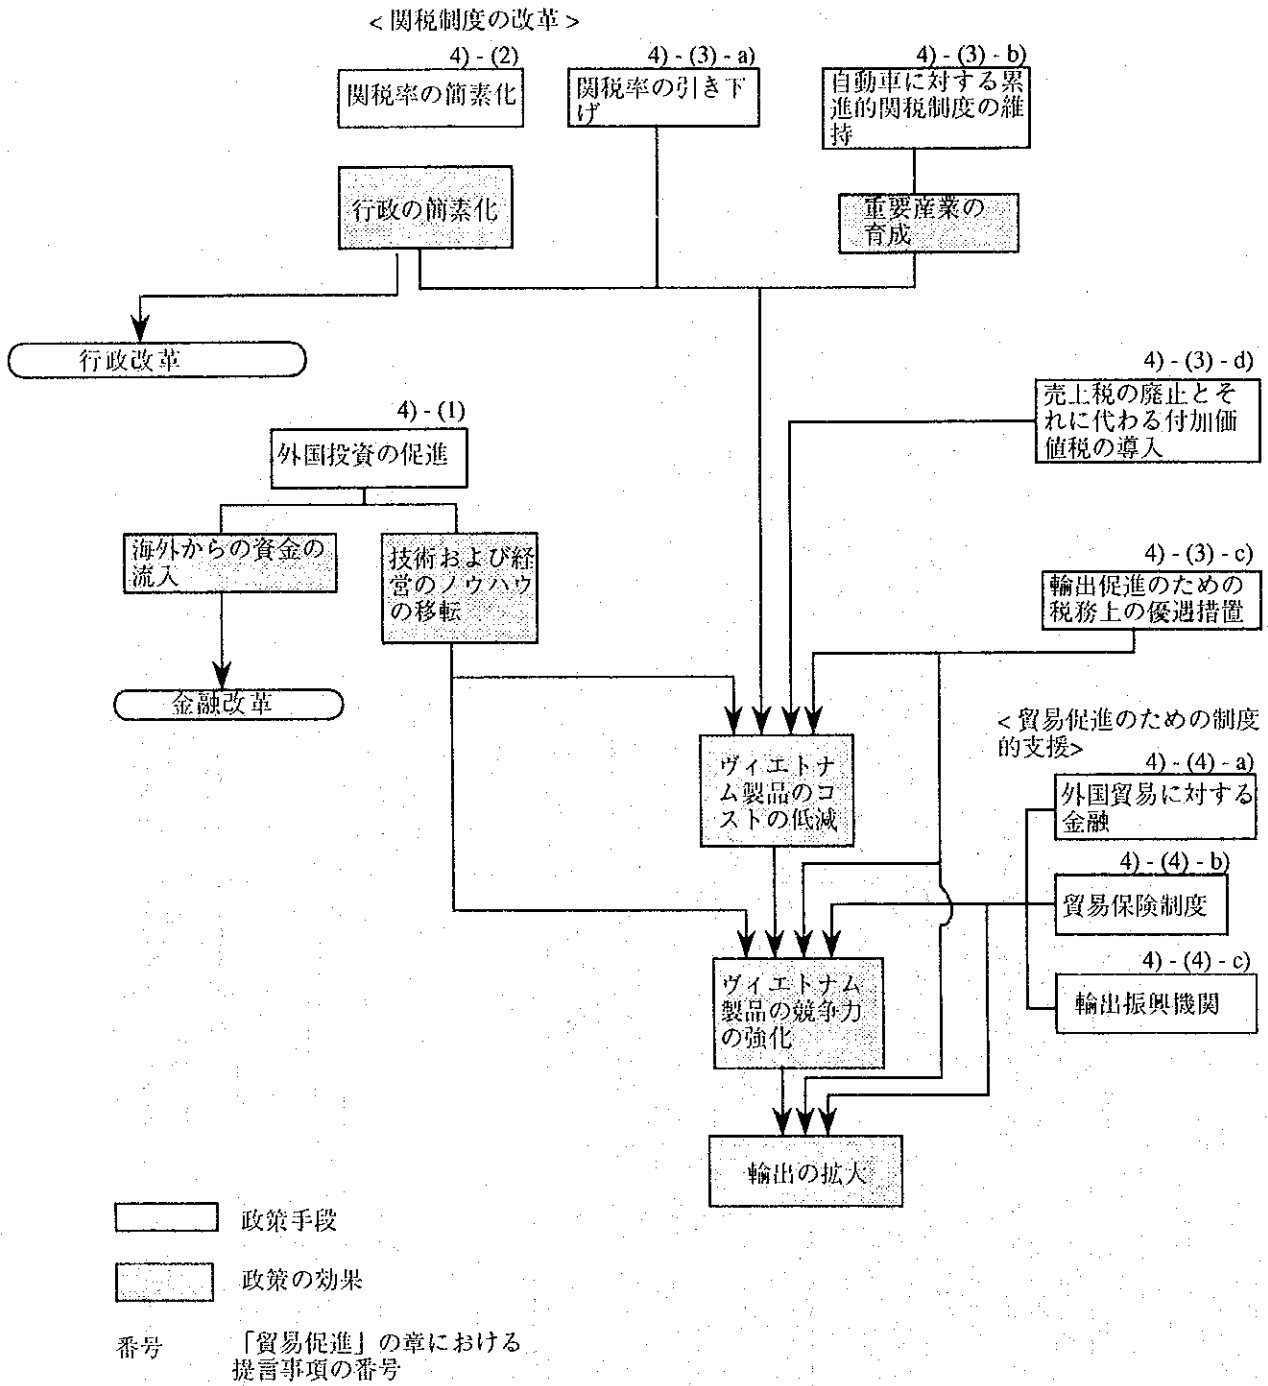 <関税制度の改革>
4) - (2)
関税率の簡素化
4) - (3) - a)
関税率の引き下
げ
4) - (3) - b)
自動車に対する累
進的関税制度の維
持
行政の簡素化
重要産業の
育成
行政改革
4) - (3) - d)
売上税の廃止とそ
れに代わる付加価
値税の導入
4) - (1)
外国投資の促進
海外からの資金の
流入
技術および経
営のノウハウ
の移転
4) - (3) - c)
輸出促進のための
税務上の優遇措置
金融改革
<貿易促進のための制度
的支援>
ヴィエトナ
ム製品のコ
ストの低減
4) - (4) - a)
外国貿易に対する
金融
4) - (4) - b)
貿易保険制度
4) - (4) - c)
輸出振興機関
ヴィエトナム
製品の競争力
の強化
輸出の拡大
政策手段
政策の効果
番号
「貿易促進」の章における
提言事項の番号